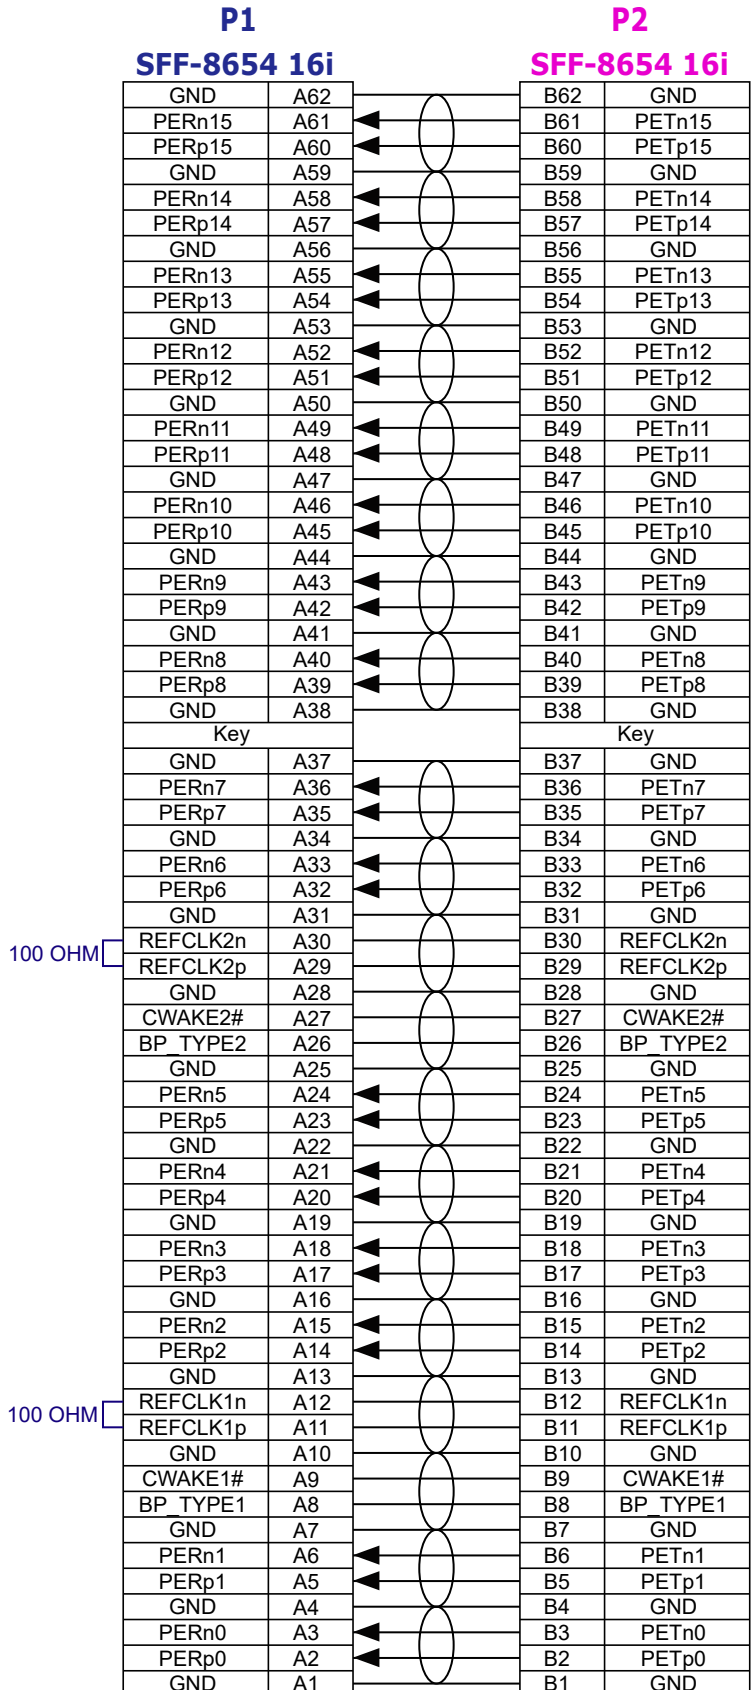 P1 P2
SFF-8654 16i SFF-8654 16i
GND A62 B62 GND
PERn15 A61 B61 PETn15
PERp15 A60 B60 PETp15
GND A59 B59 GND
PERn14 A58 B58 PETn14
PERp14 A57 B57 PETp14
GND A56 B56 GND
PERn13 A55 B55 PETn13
PERp13 A54 B54 PETp13
GND A53 B53 GND
PERn12 A52 B52 PETn12
PERp12 A51 B51 PETp12
GND A50 B50 GND
PERn11 A49 B49 PETn11
PERp11 A48 B48 PETp11
GND A47 B47 GND
PERn10 A46 B46 PETn10
PERp10 A45 B45 PETp10
GND A44 B44 GND
PERn9 A43 B43 PETn9
PERp9 A42 B42 PETp9
GND A41 B41 GND
PERn8 A40 B40 PETn8
PERp8 A39 B39 PETp8
GND A38 B38 GND
Key Key
GND A37 B37 GND
PERn7 A36 B36 PETn7
PERp7 A35 B35 PETp7
GND A34 B34 GND
PERn6 A33 B33 PETn6
PERp6 A32 B32 PETp6
GND A31 B31 GND
REFCLK2n A30 B30 REFCLK2n
100 OHM
REFCLK2p A29 B29 REFCLK2p
GND A28 B28 GND
CWAKE2# A27 B27 CWAKE2#
BP_TYPE2 A26 B26 BP_TYPE2
GND A25 B25 GND
PERn5 A24 B24 PETn5
PERp5 A23 B23 PETp5
GND A22 B22 GND
PERn4 A21 B21 PETn4
PERp4 A20 B20 PETp4
GND A19 B19 GND
PERn3 A18 B18 PETn3
PERp3 A17 B17 PETp3
GND A16 B16 GND
PERn2 A15 B15 PETn2
PERp2 A14 B14 PETp2
GND A13 B13 GND
REFCLK1n A12 B12 REFCLK1n
100 OHM
REFCLK1p A11 B11 REFCLK1p
GND A10 B10 GND
CWAKE1# A9 B9 CWAKE1#
BP_TYPE1 A8 B8 BP_TYPE1
GND A7 B7 GND
PERn1 A6 B6 PETn1
PERp1 A5 B5 PETp1
GND A4 B4 GND
PERn0 A3 B3 PETn0
PERp0 A2 B2 PETp0
GND A1 B1 GND